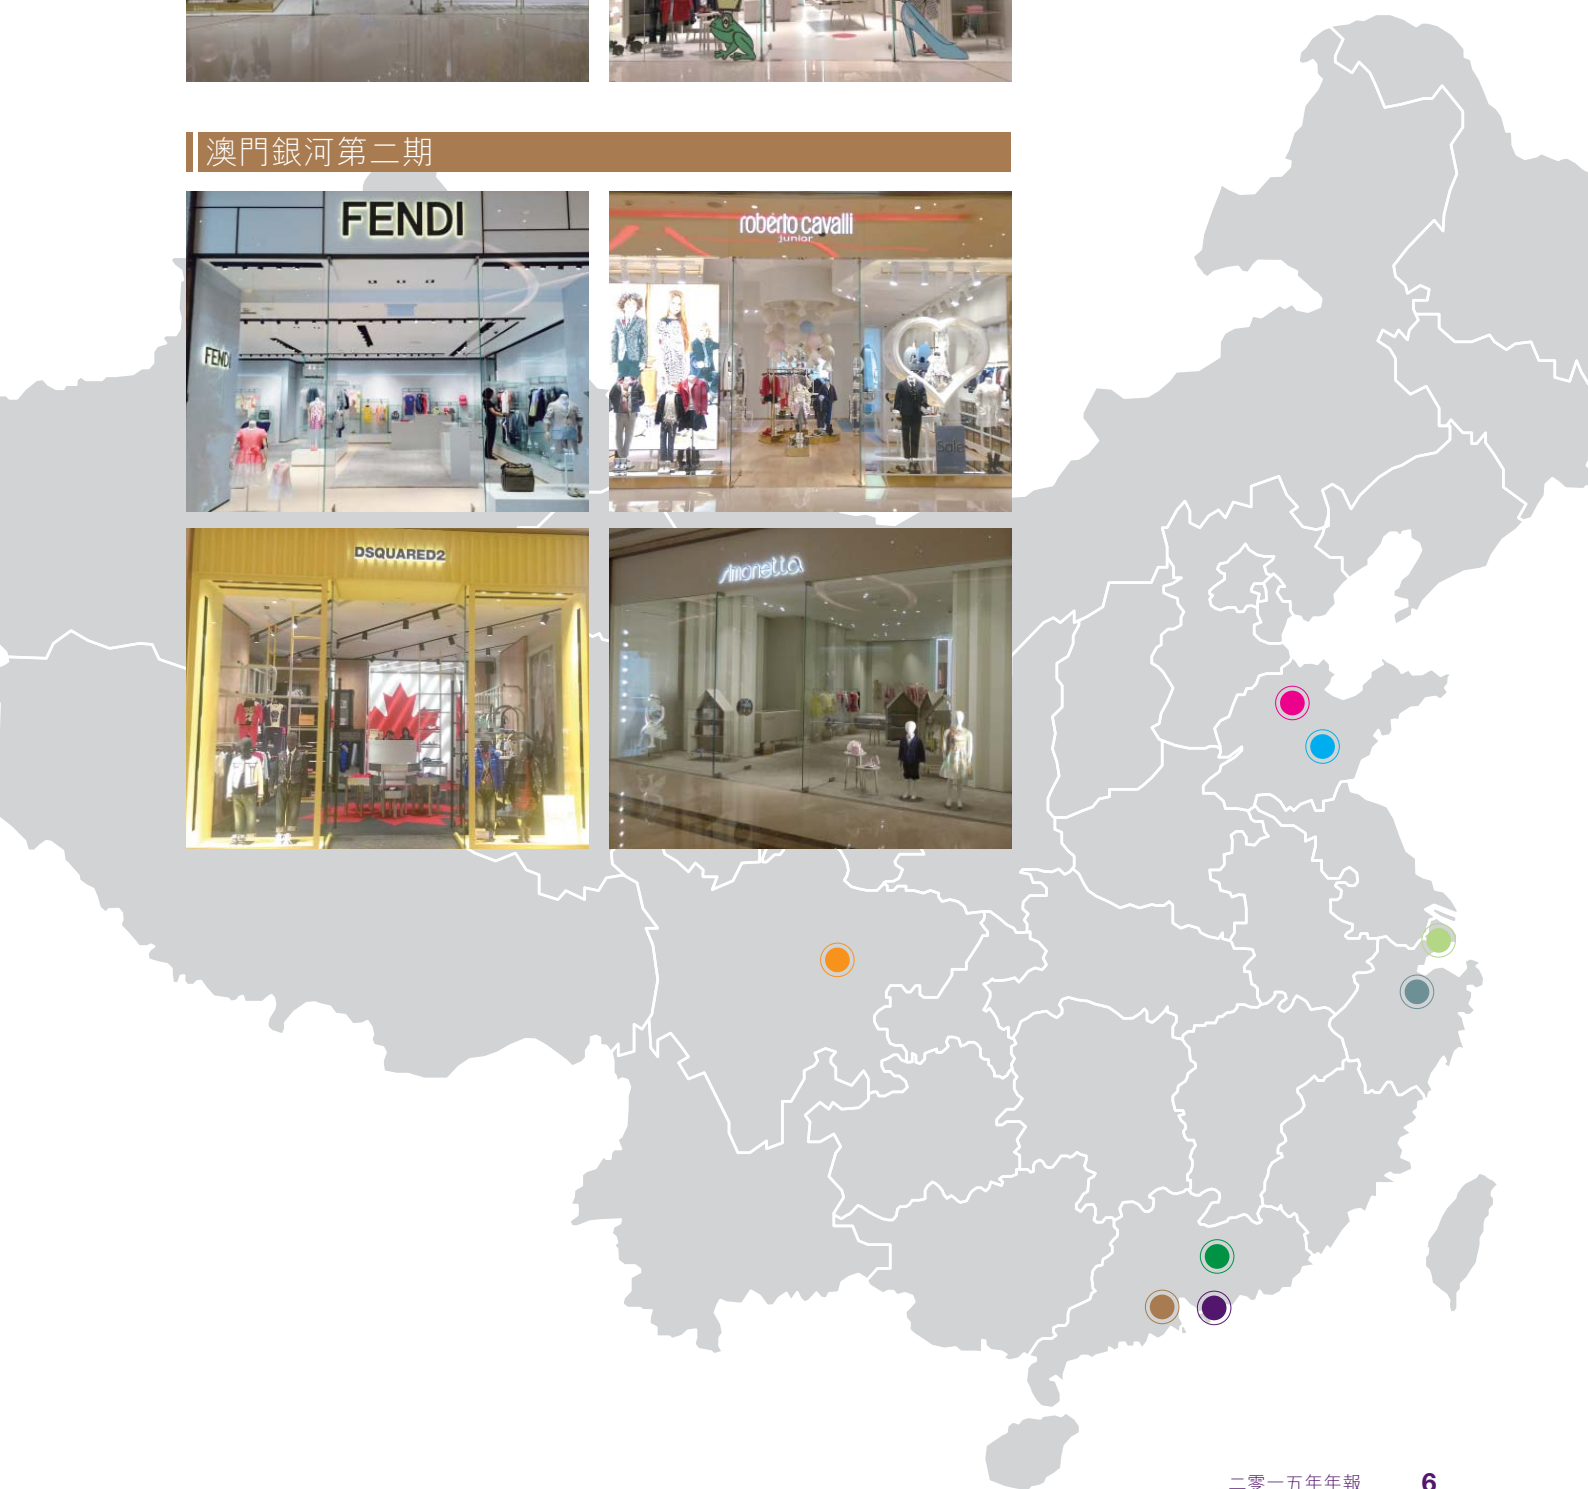 澳門銀河第二期
FENDI
FENDI
roberto cavalli
junior
Sale
DSQUARED2
simonetta
二零一五年年報 6